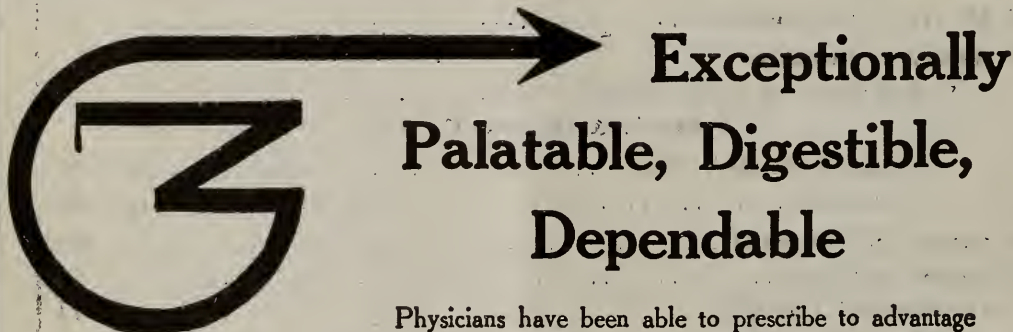 Exceptionally
Palatable, Digestible,
Dependable
Physicians have been able to prescribe to advantage